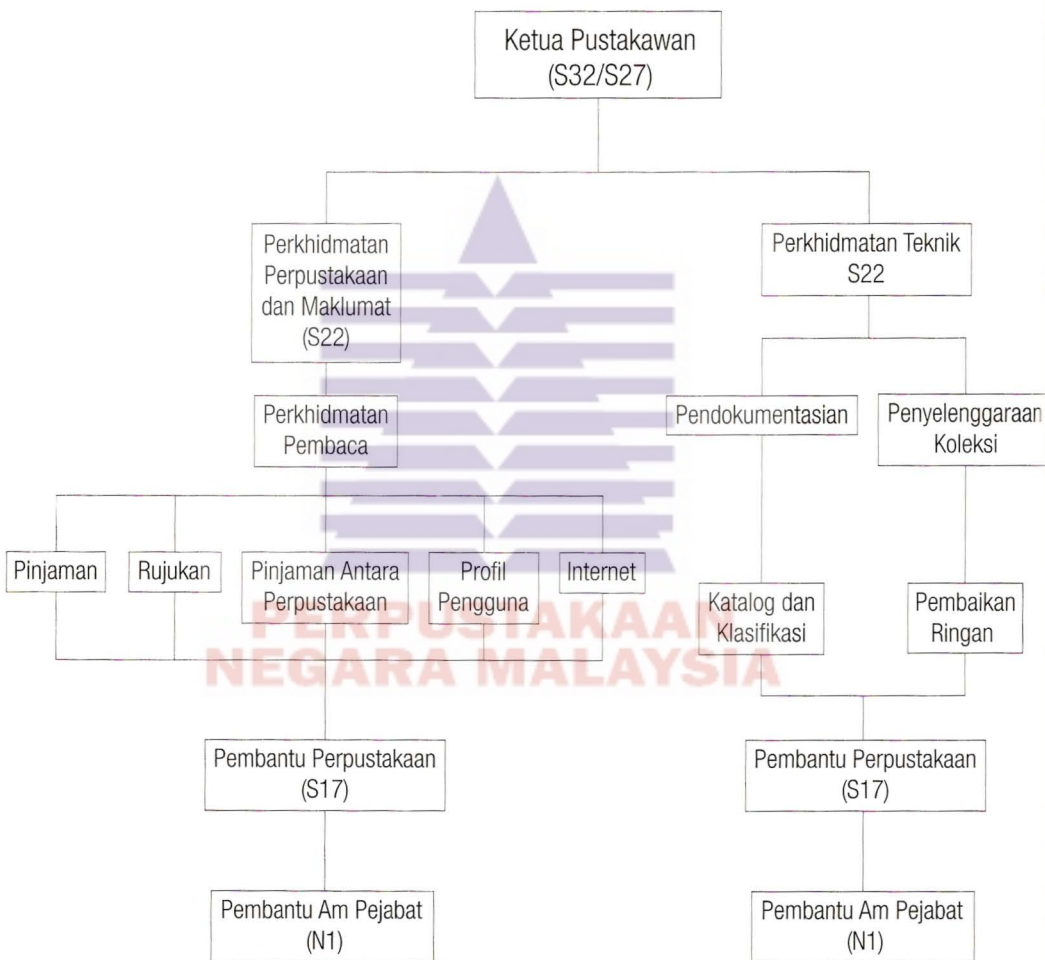 Ketua Pustakawan
(S32/S27)
Perkhidmatan
Perpustakaan
dan Maklumat
(S22)
Perkhidmatan Teknik
S22
Perkhidmatan
Pembaca
Pendokumentasian
Penyelenggaraan
Koleksi
Pinjaman
Rujukan
Pinjaman Antara
Perpustakaan
Profil
Pengguna
Internet
Katalog dan
Klasifikasi
Pembaikan
Ringan
PERPUSTAKAAN
NEGARA MALAYSIA
Pembantu Perpustakaan
(S17)
Pembantu Perpustakaan
(S17)
Pembantu Am Pejabat
(N1)
Pembantu Am Pejabat
(N1)